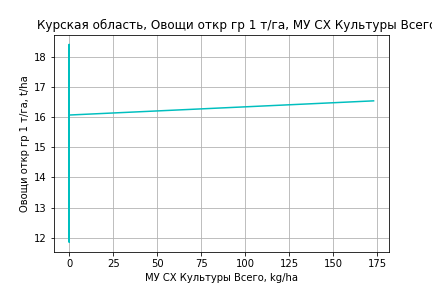 Курская область, Овощи откр гр 1 т/га, МУ СХ Культуры Всего
18
17
16
15
14
13
12
Овощи откр гр 1 т/га, t/ha
0 25 50 75 100 125 150 175
МУ СХ Культуры Всего, kg/ha